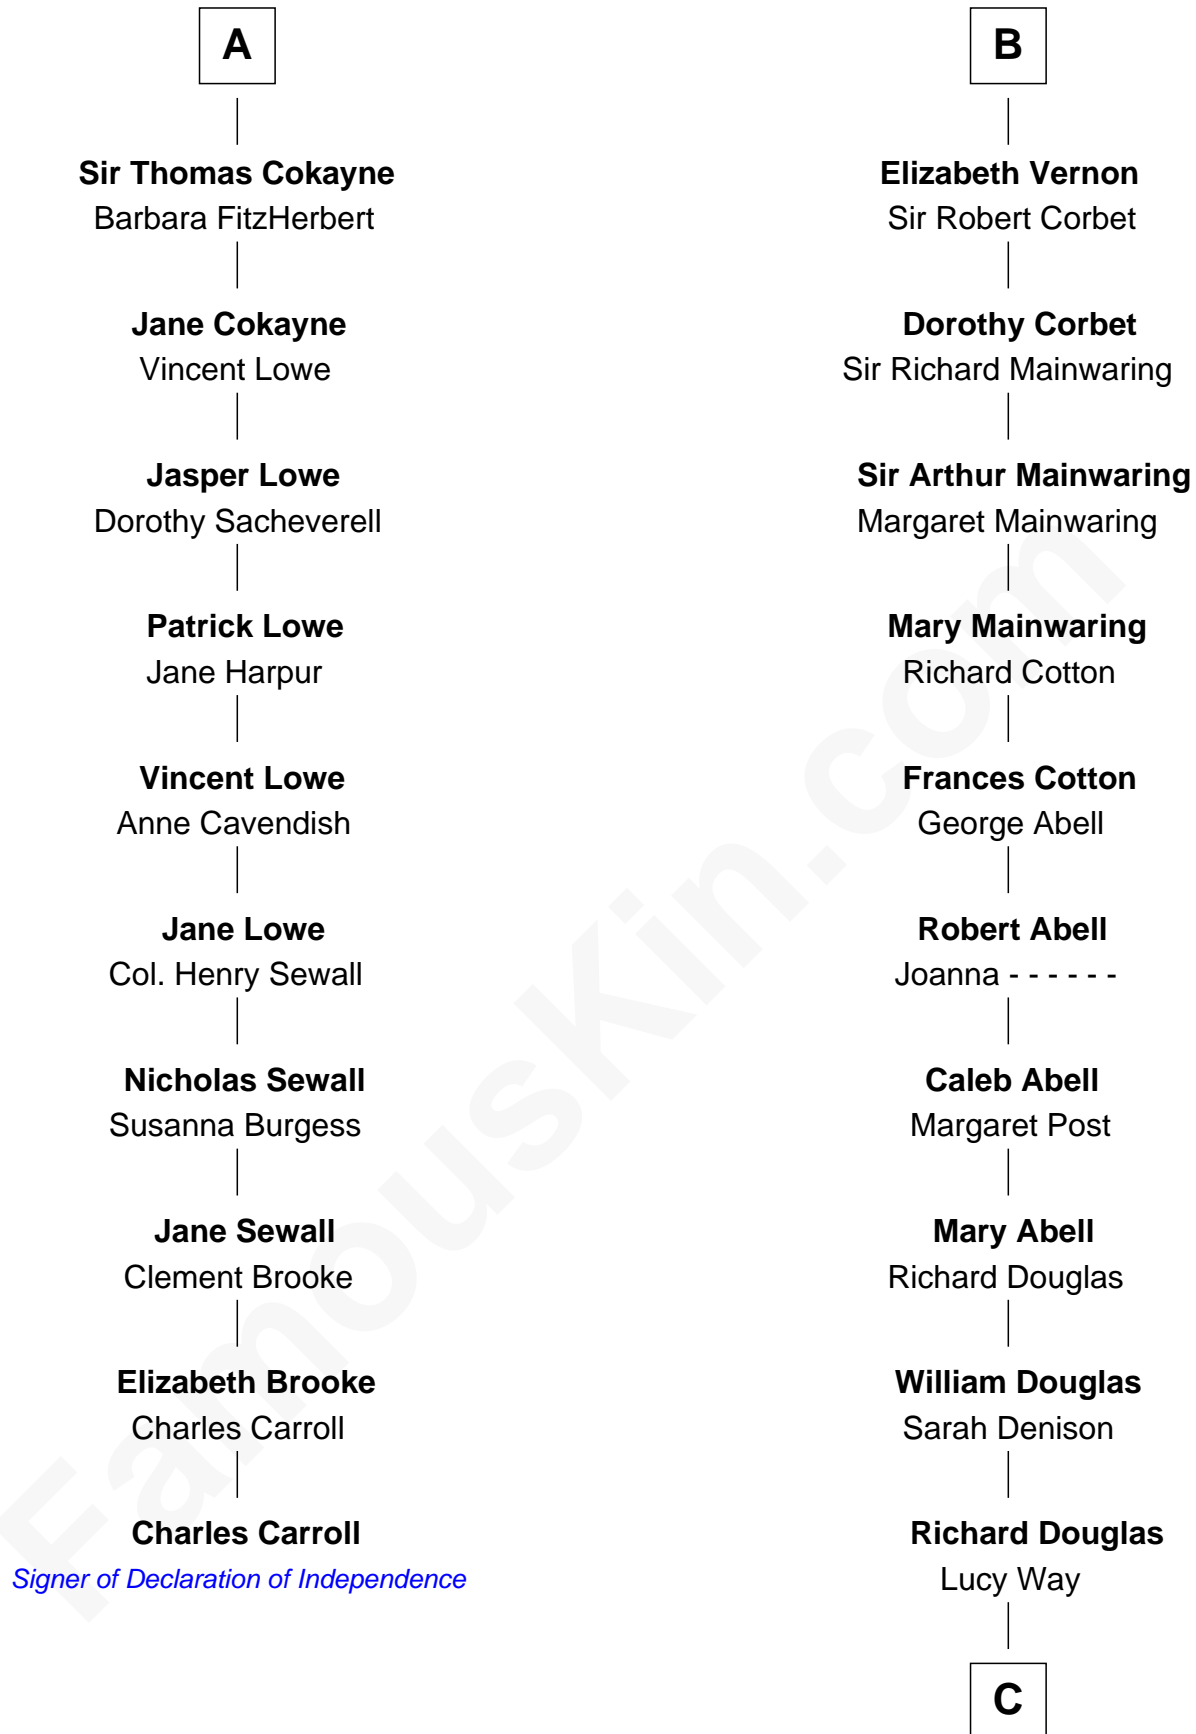 A
Sir Thomas Cokayne
Barbara FitzHerbert
Jane Cokayne
Vincent Lowe
Jasper Lowe
Dorothy Sacheverell
Patrick Lowe
Jane Harpur
Vincent Lowe
Anne Cavendish
Jane Lowe
Col. Henry Sewall
Nicholas Sewall
Susanna Burgess
Jane Sewall
Clement Brooke
Elizabeth Brooke
Charles Carroll
Charles Carroll
Signer of Declaration of Independence
B
Elizabeth Vernon
Sir Robert Corbet
Dorothy Corbet
Sir Richard Mainwaring
Sir Arthur Mainwaring
Margaret Mainwaring
Mary Mainwaring
Richard Cotton
Frances Cotton
George Abell
Robert Abell
Joanna - - - - - -
Caleb Abell
Margaret Post
Mary Abell
Richard Douglas
William Douglas
Sarah Denison
Richard Douglas
Lucy Way
C
FamousKin.com